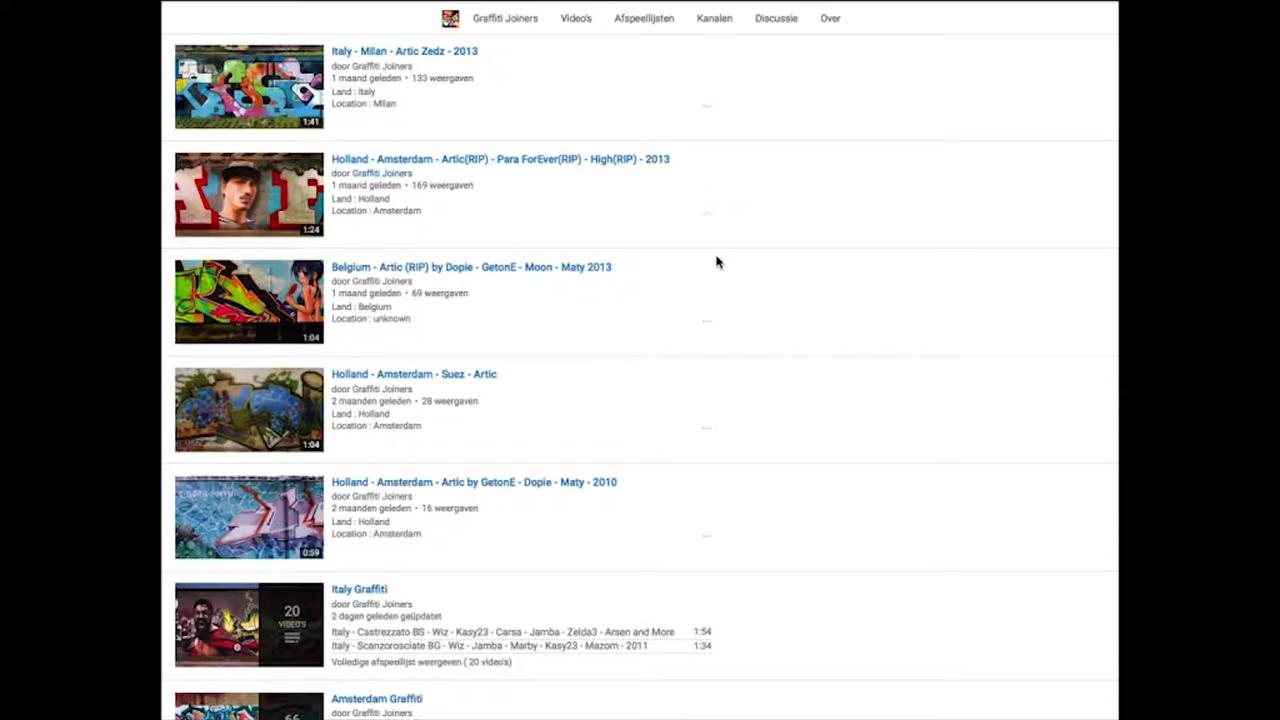 Graffiti Joiners Video's Afspeellijsten Kanalen Discussie Over
Italy - Milan - Artic Zedz - 2013
door Graffiti Joiners
1 maand geleden • 133 weergaven
Land : Italy
Location : Milan
1:41
Holland - Amsterdam - Artic(RIP) - Para ForEver(RIP) - High(RIP) - 2013
door Graffiti Joiners
1 maand geleden • 169 weergaven
Land : Holland
Location : Amsterdam
1:24
Belgium - Artic (RIP) by Dopie - GetonE - Moon - Maty 2013
door Graffiti Joiners
1 maand geleden • 69 weergaven
Land : Belgium
Location : unknown
1:04
Holland - Amsterdam - Suez - Artic
door Graffiti Joiners
2 maanden geleden • 28 weergaven
Land : Holland
Location : Amsterdam
1:04
Holland - Amsterdam - Artic by GetonE - Dopie - Maty - 2010
door Graffiti Joiners
2 maanden geleden • 16 weergaven
Land : Holland
Location : Amsterdam
0:59
Italy Graffiti
door Graffiti Joiners
2 dagen geleden geüpdatet
20
VIDEO'S
Italy - Castrezzato BS - Wiz - Kasy23 - Carsa - Jamba - Zelda3 - Arsen and More 1:54
Italy - Scanzorosciate BG - Wiz - Jamba - Marby - Kasy23 - Mazom - 2011 1:34
Volledige afspeellijst weergeven ( 20 video's)
Amsterdam Graffiti
door Graffiti Joiners